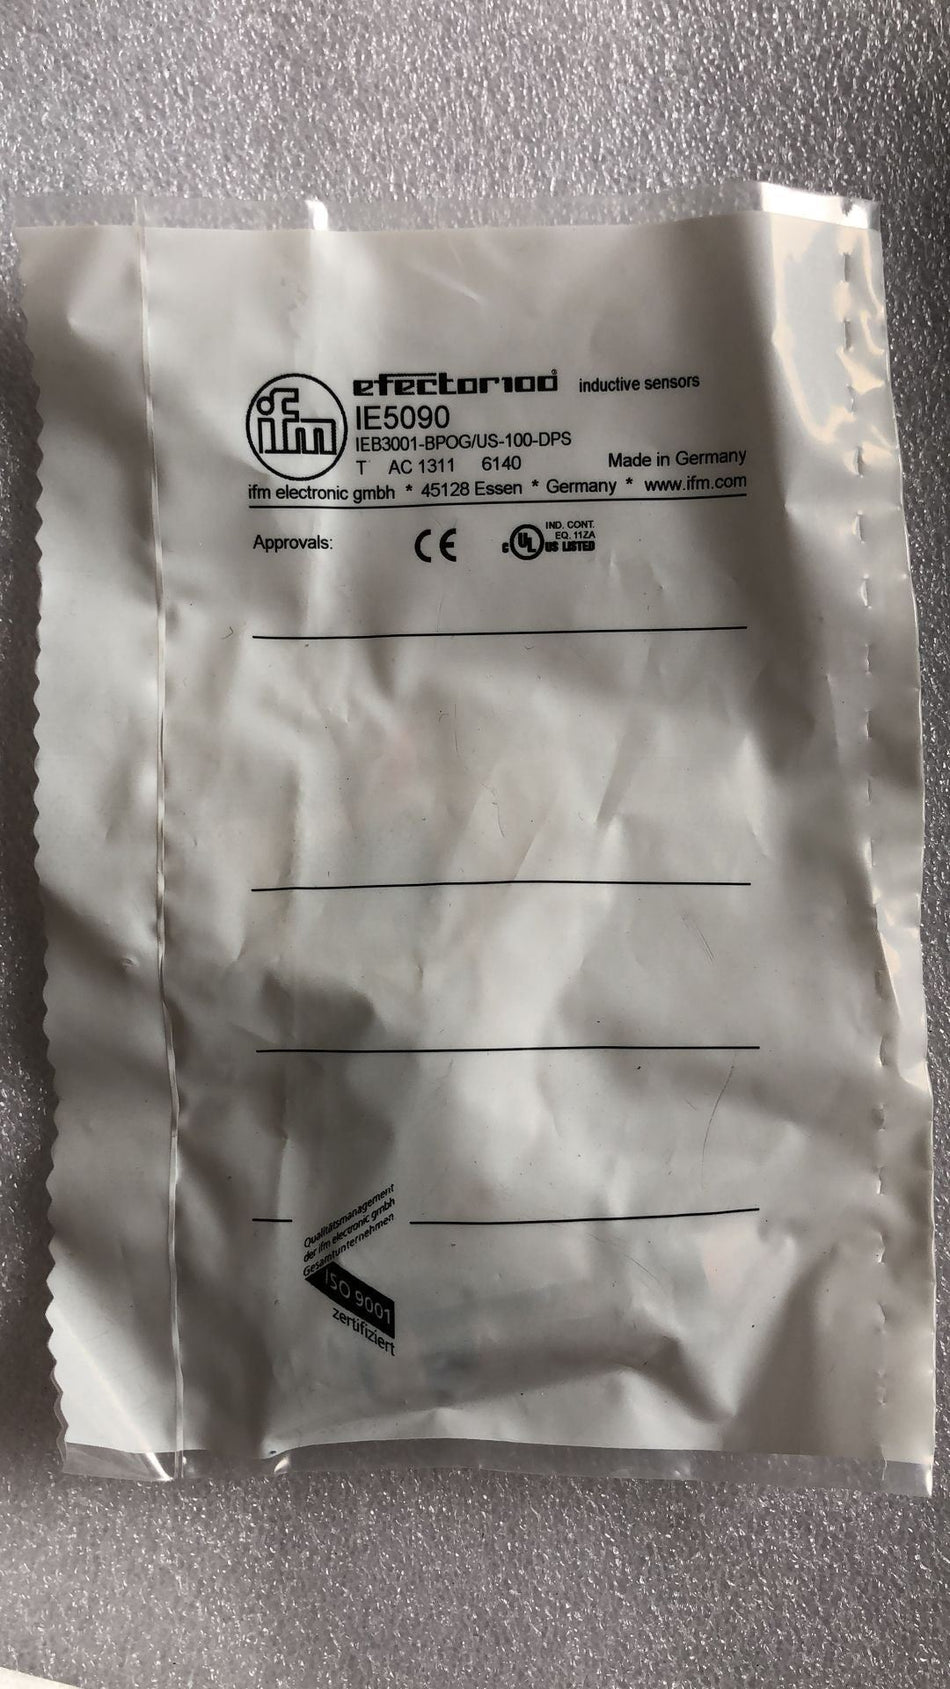 ifm
efector100® inductive sensors
IE5090
IEB3001-BPOG/US-100-DPS
T AC 1311 6140 Made in Germany
ifm electronic gmbh * 45128 Essen * Germany * www.ifm.com
Approvals: CE c UL US LISTED IND. CONT. EQ. 11ZA
Qualitätsmanagement
der ifm electronic gmbh
Gesamtunternehmen
ISO 9001
zertifiziert